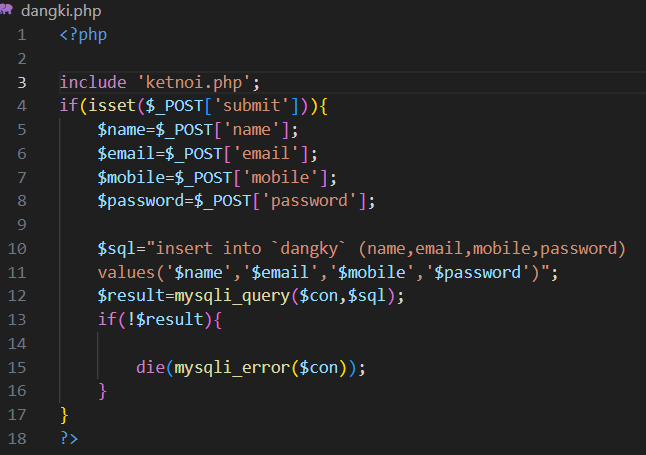 dangki.php
1 <?php
2
3 include 'ketnoi.php';
4 if(isset($_POST['submit'])){
5 $name=$_POST['name'];
6 $email=$_POST['email'];
7 $mobile=$_POST['mobile'];
8 $password=$_POST['password'];
9
10 $sql="insert into `dangky` (name,email,mobile,password)
11 values('$name','$email','$mobile','$password')";
12 $result=mysqli_query($con,$sql);
13 if(!$result){
14
15 die(mysqli_error($con));
16 }
17 }
18 ?>